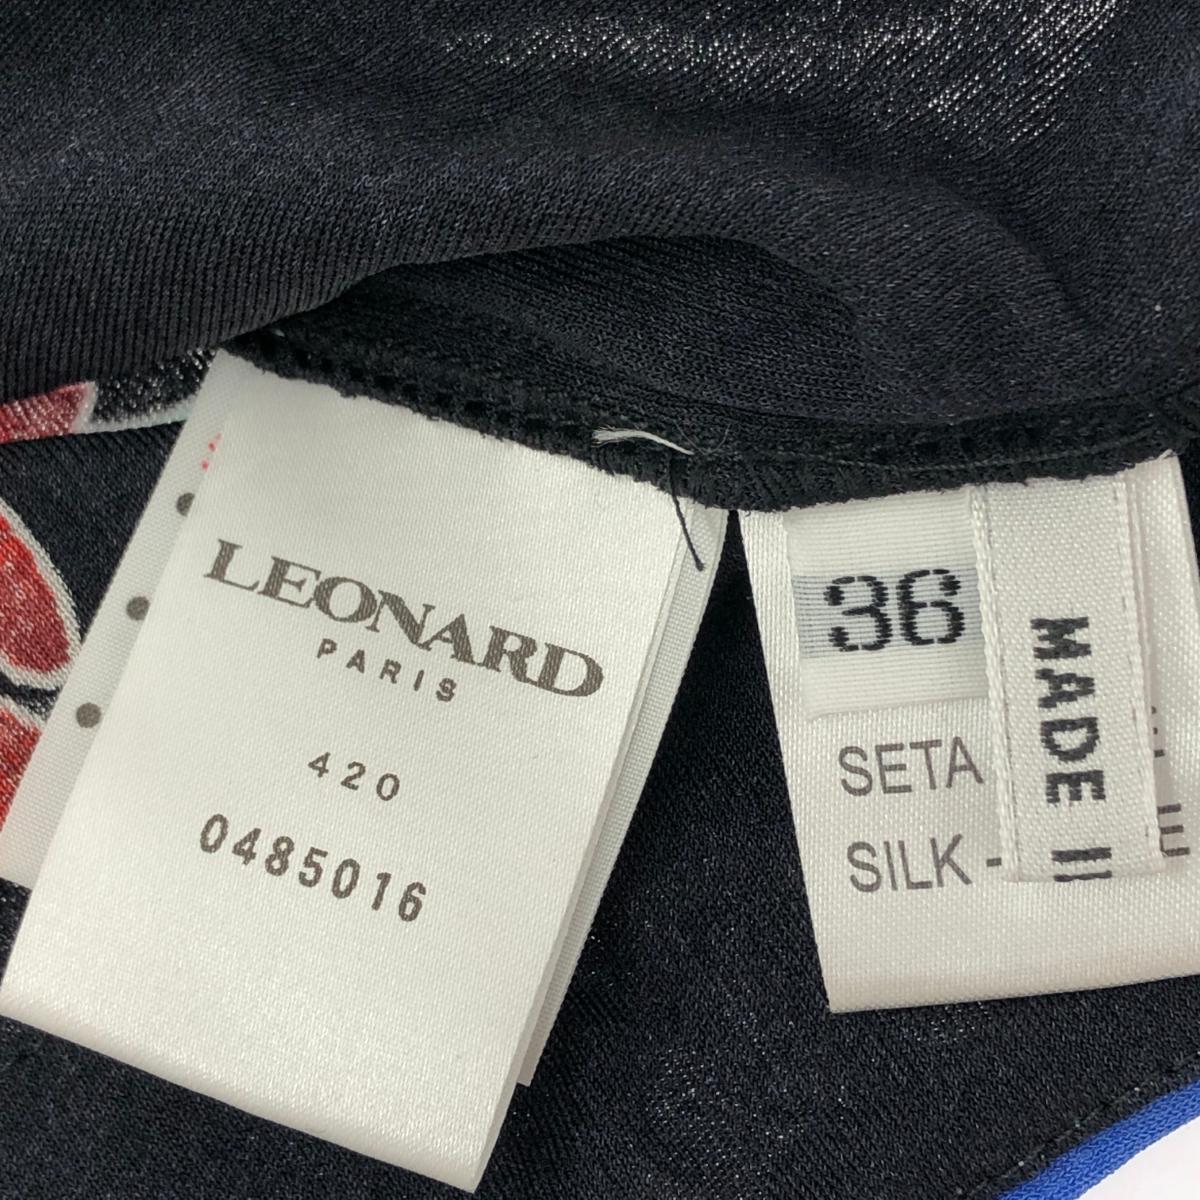 LEONARD
PARIS
420
0485016
36
SETA
SILK -
MADE